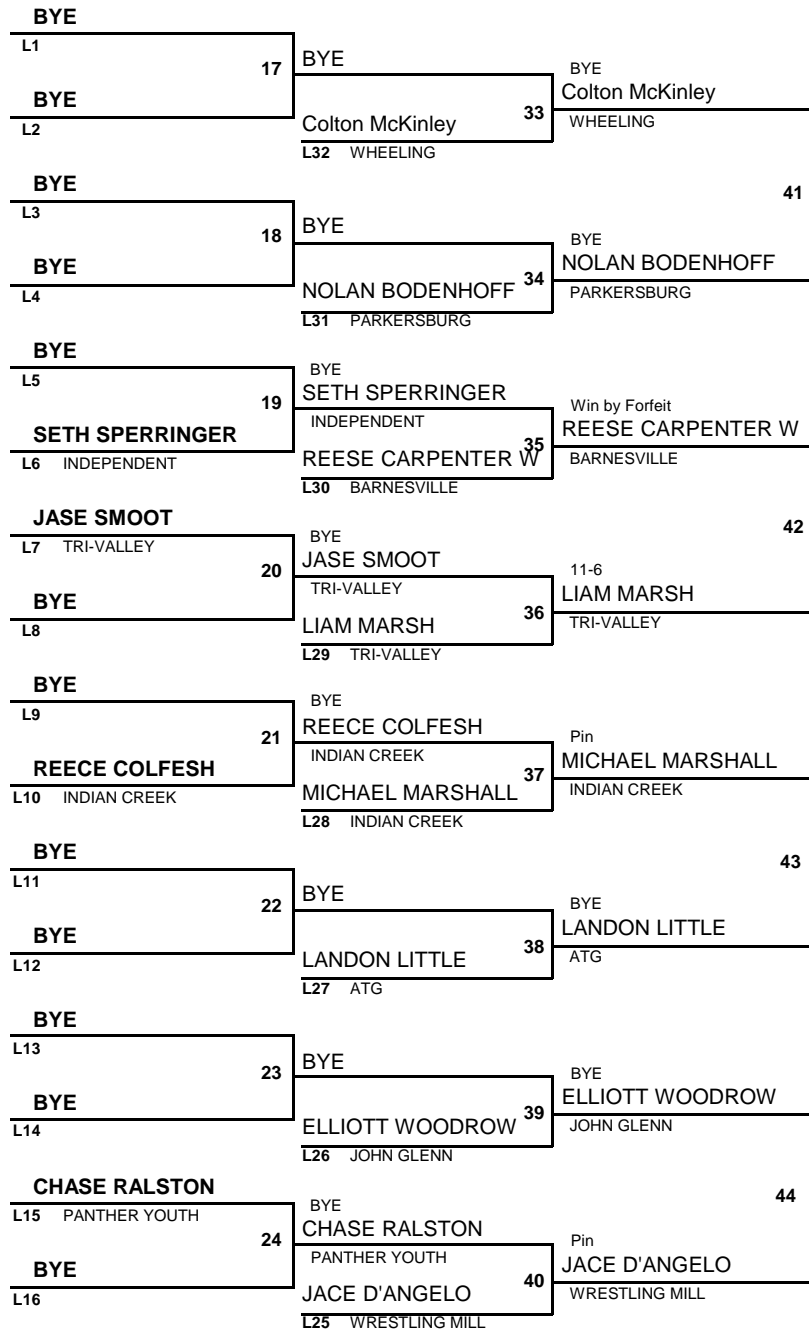 BYE
L1
17
BYE
L2
BYE
Colton McKinley
L32 WHEELING
33
BYE
Colton McKinley
WHEELING
BYE
L3
18
BYE
L4
BYE
NOLAN BODENHOFF
L31 PARKERSBURG
34
BYE
NOLAN BODENHOFF
PARKERSBURG
41
BYE
L5
19
SETH SPERRINGER
L6 INDEPENDENT
BYE
SETH SPERRINGER
INDEPENDENT
REESE CARPENTER W
L30 BARNESVILLE
35
Win by Forfeit
REESE CARPENTER W
BARNESVILLE
JASE SMOOT
L7 TRI-VALLEY
20
BYE
L8
BYE
JASE SMOOT
TRI-VALLEY
LIAM MARSH
L29 TRI-VALLEY
36
11-6
LIAM MARSH
TRI-VALLEY
42
BYE
L9
21
REECE COLFESH
L10 INDIAN CREEK
BYE
REECE COLFESH
INDIAN CREEK
MICHAEL MARSHALL
L28 INDIAN CREEK
37
Pin
MICHAEL MARSHALL
INDIAN CREEK
BYE
L11
22
BYE
L12
BYE
LANDON LITTLE
L27 ATG
38
BYE
LANDON LITTLE
ATG
43
BYE
L13
23
BYE
L14
BYE
ELLIOTT WOODROW
L26 JOHN GLENN
39
BYE
ELLIOTT WOODROW
JOHN GLENN
CHASE RALSTON
L15 PANTHER YOUTH
24
BYE
L16
BYE
CHASE RALSTON
PANTHER YOUTH
JACE D'ANGELO
L25 WRESTLING MILL
40
Pin
JACE D'ANGELO
WRESTLING MILL
44